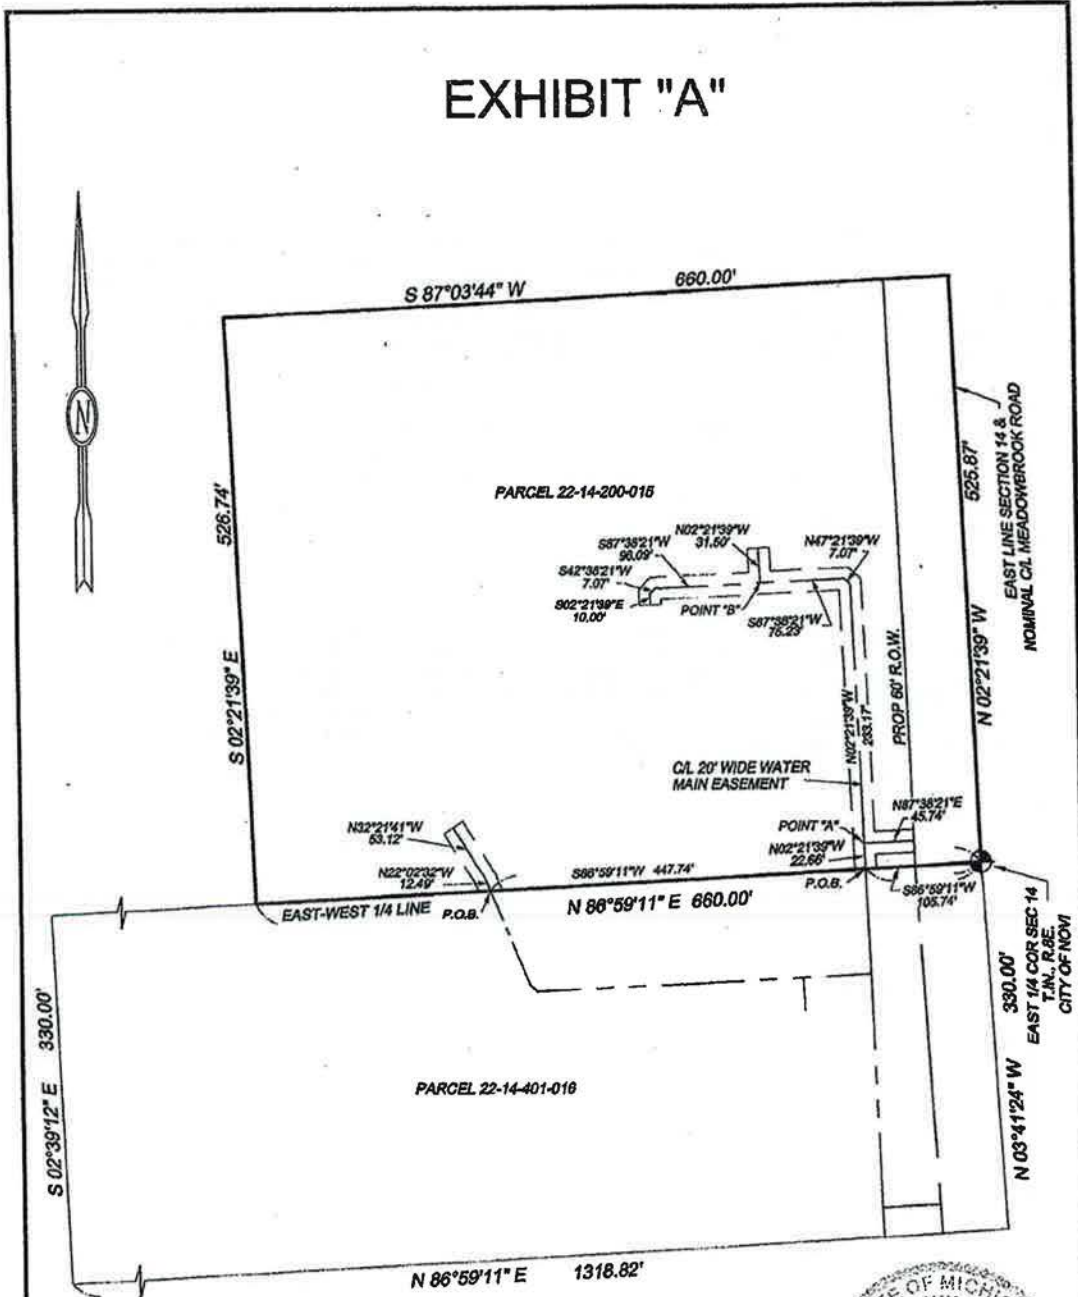 EXHIBIT "A"
N
S 87°03'44" W 660.00'
526.74'
S 02°21'39" E
PARCEL 22-14-200-015
N02°21'39"W
31.50'
N47°21'39"W
7.07'
S87°38'21"W
96.09'
S42°38'21"W
7.07'
S02°21'39"E
10.00'
POINT "B"
S87°38'21"W
75.23'
525.87'
N 02°21'39" W
EAST LINE SECTION 14 &
NOMINAL C/L MEADOWBROOK ROAD
PROP 60' R.O.W.
N02°21'39"W
233.17'
C/L 20' WIDE WATER
MAIN EASEMENT
N87°38'21"E
45.74'
POINT "A"
N02°21'39"W
22.66'
P.O.B.
S86°59'11"W
105.74'
N32°21'41"W
53.12'
N22°02'32"W
12.49'
S86°59'11"W 447.74'
EAST-WEST 1/4 LINE
P.O.B.
N 86°59'11" E 660.00'
EAST 1/4 COR SEC 14
T.1N., R.8E.
CITY OF NOVI
330.00'
S 02°39'12" E
330.00'
N 03°41'24" W
PARCEL 22-14-401-016
N 86°59'11" E 1318.82'
OF MICHI